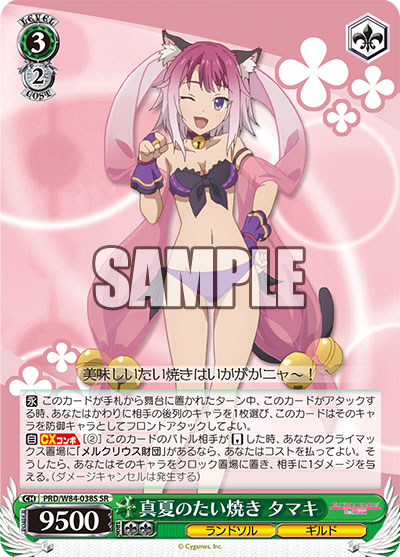 LEVEL
3
2
COST
SAMPLE
美味しいたい焼きはいかがかニャ～!
永 このカードが手札から舞台に置かれたターン中、このカードがアタックす
る時、あなたはかわりに相手の後列のキャラを1枚選び、このカードはそのキャ
ラを防御キャラとしてフロントアタックしてよい。
自 CXコンボ [②] このカードのバトル相手が した時、あなたのクライマッ
クス置場に「メルクリウス財団」があるなら、あなたはコストを払ってよい。そ
うしたら、そのキャラをクロック置場に置き、相手に1ダメージを与
える。(ダメージキャンセルは発生する)
CH PRD/W84-038S SR
9500
SOUL
真夏のたい焼き タマキ
ランドソル
ギルド
© Cygames, Inc.